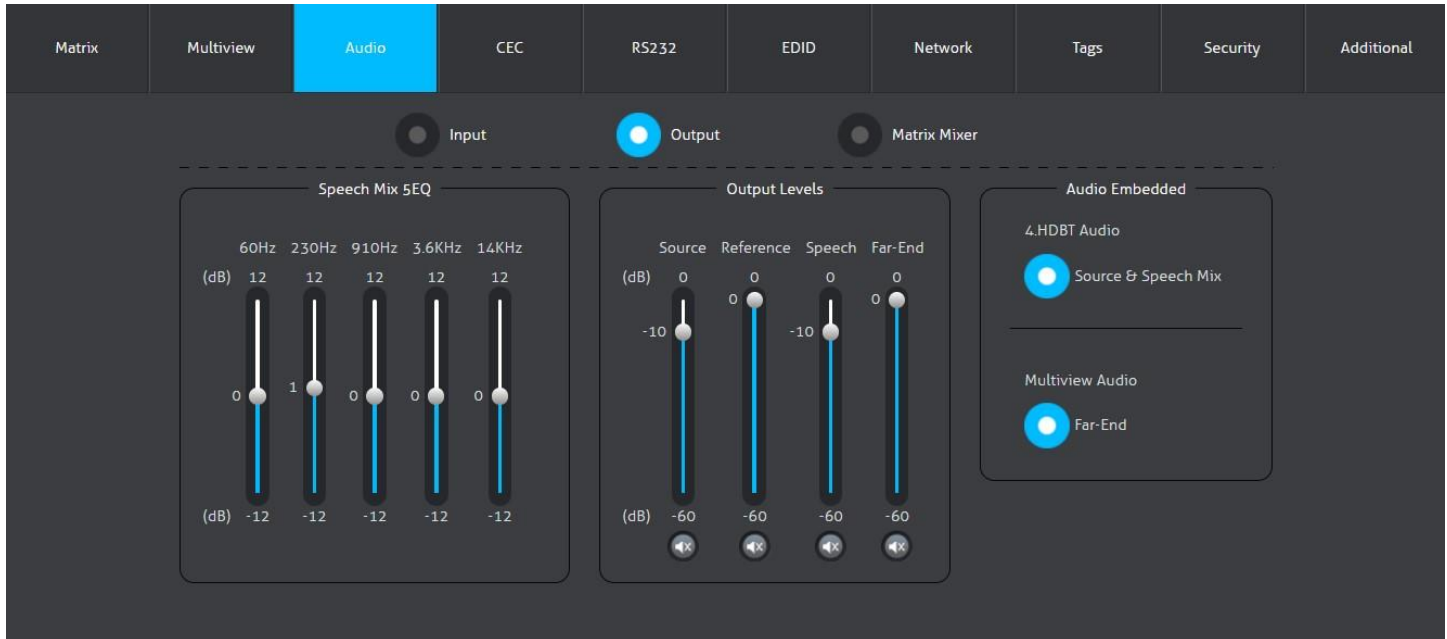 Matrix Multiview Audio CEC RS232 EDID Network Tags Security Additional
Input Output Matrix Mixer
Speech Mix 5EQ
60Hz 230Hz 910Hz 3.6KHz 14KHz
(dB) 12 12 12 12 12
0 1 0 0 0
(dB) -12 -12 -12 -12 -12
Output Levels
Source Reference Speech Far-End
(dB) 0 0 0 0
-10 0 -10 0
(dB) -60 -60 -60 -60
Audio Embedded
4.HDBT Audio
Source & Speech Mix
Multiview Audio
Far-End